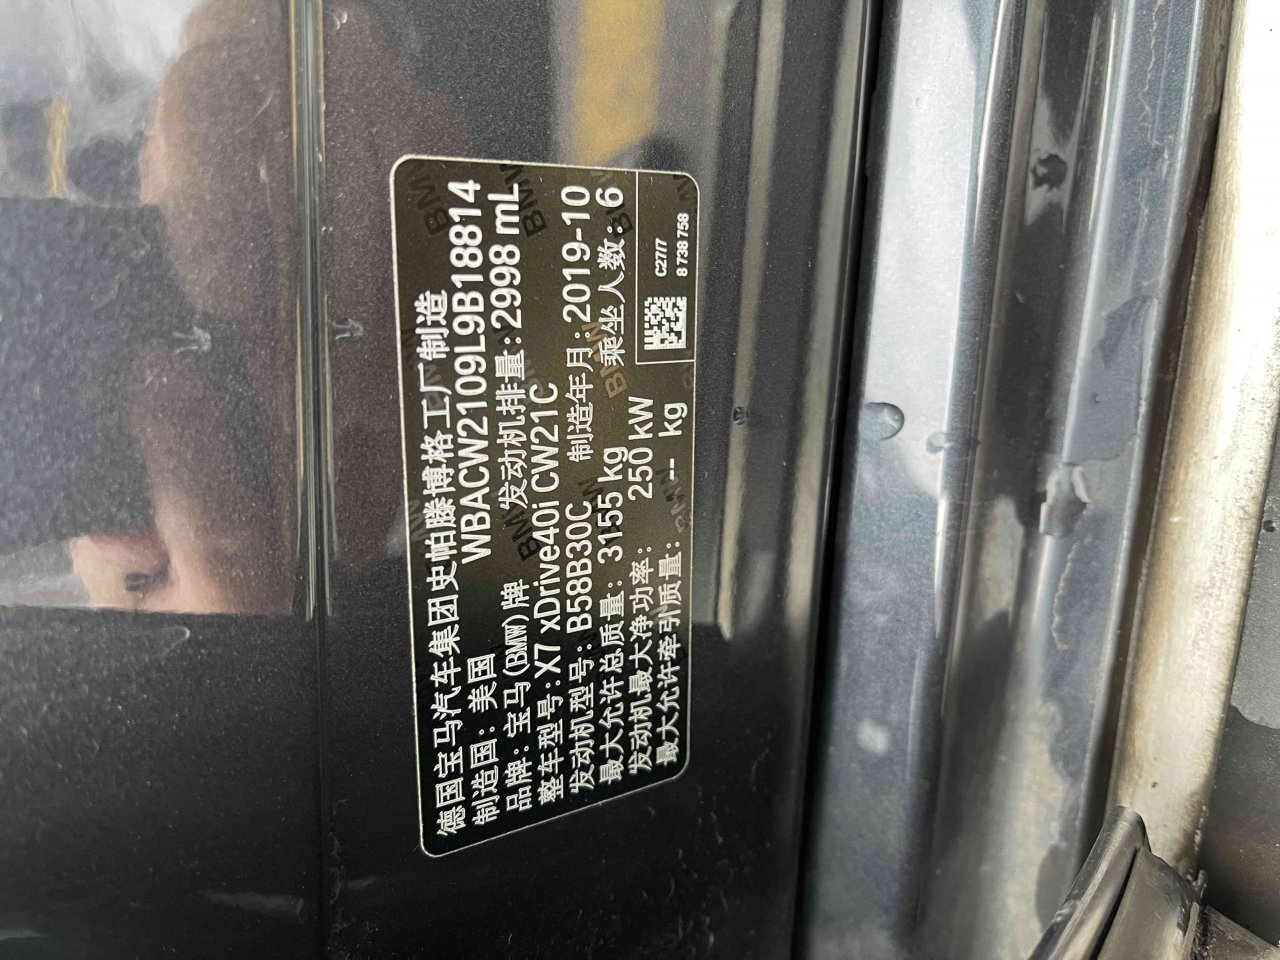 德国宝马汽车集团史帕滕博格工厂制造
制造国：美国 WBACW2109L9B18814
品牌：宝马(BMW)牌 发动机排量：2998 mL
整车型号：X7 xDrive40i CW21C
发动机型号：B58B30C 制造年月：2019-10
最大允许总质量：3155 kg 乘坐人数：6
发动机最大净功率： 250 kW
最大允许牵引质量： -- kg
C27/7
8 738 758